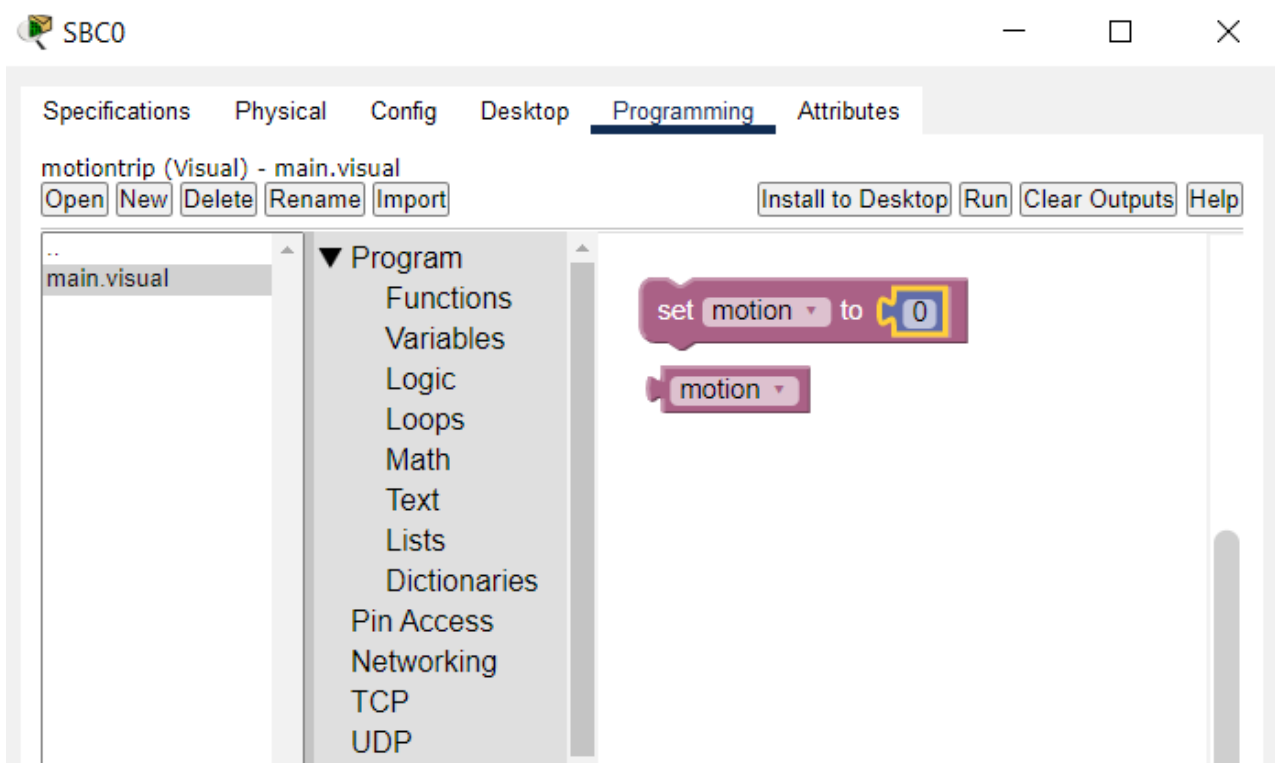 SBC0
Specifications Physical Config Desktop Programming Attributes
motiontrip (Visual) - main.visual
Open New Delete Rename Import Install to Desktop Run Clear Outputs Help
..
main.visual
Program
Functions
Variables
Logic
Loops
Math
Text
Lists
Dictionaries
Pin Access
Networking
TCP
UDP
set motion to 0
motion